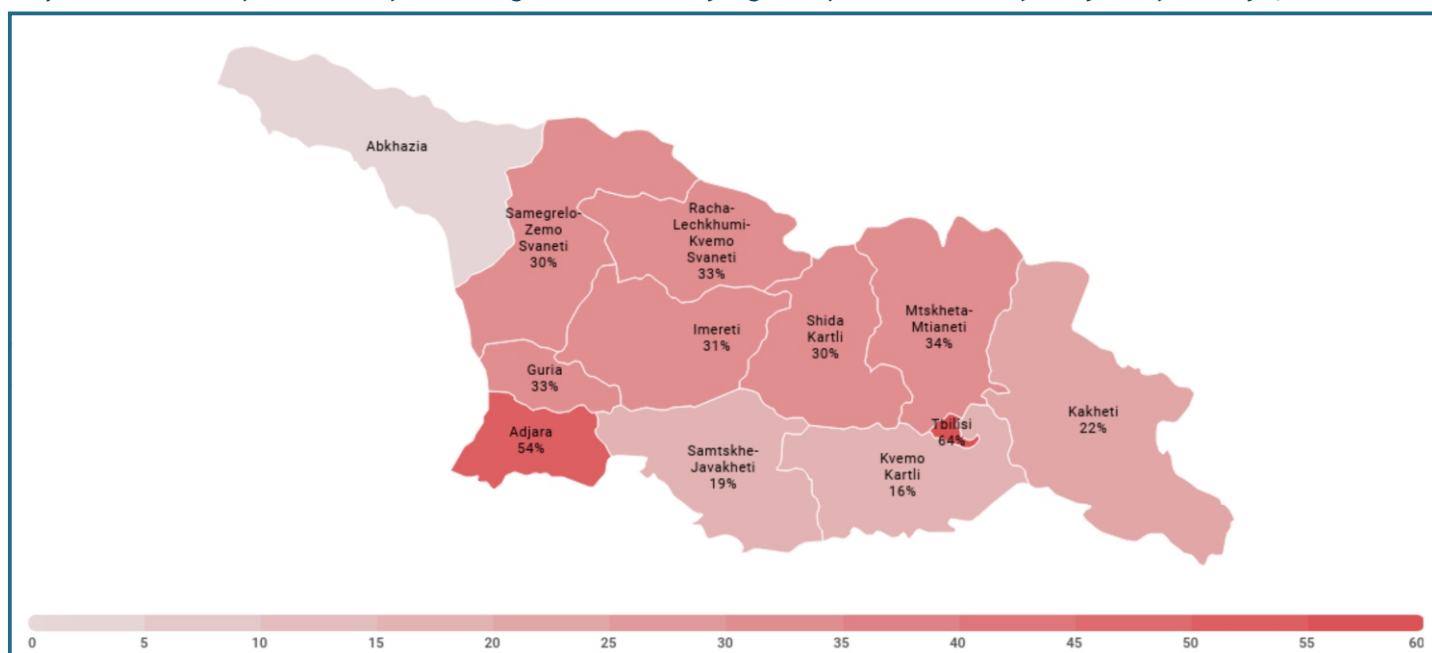 Abkhazia
Samegrelo-
Zemo
Svaneti
30%
Racha-
Lechkhumi-
Kvemo
Svaneti
33%
Imereti
31%
Shida
Kartli
30%
Mtskheta-
Mtianeti
34%
Guria
33%
Adjara
54%
Samtskhe-
Javakheti
19%
Kvemo
Kartli
16%
Tbilisi
64%
Kakheti
22%
0 5 10 15 20 25 30 35 40 45 50 55 60